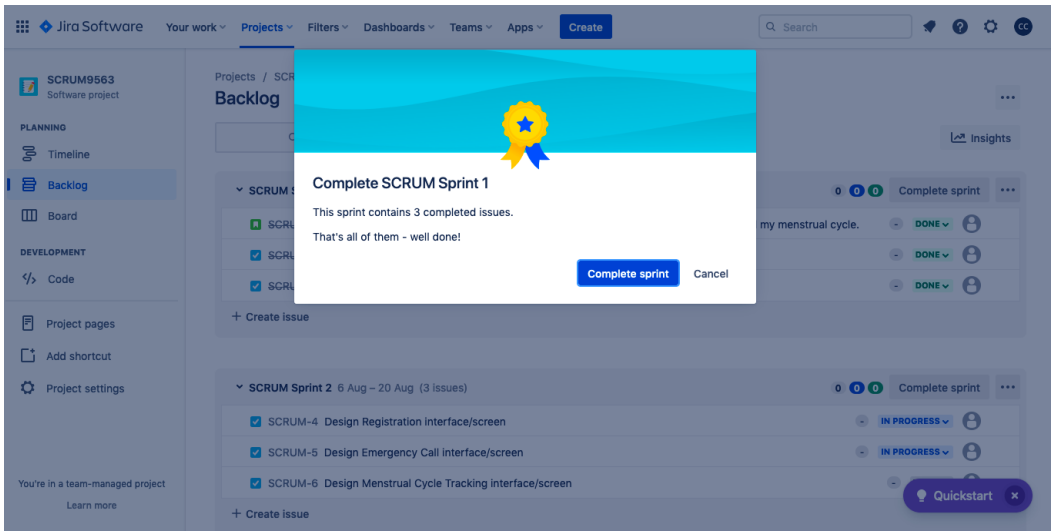 Jira Software
Your work
Projects
Filters
Dashboards
Teams
Apps
Create
Search
CC
SCRUM9563
Software project
PLANNING
Timeline
Backlog
Board
DEVELOPMENT
Code
Project pages
Add shortcut
Project settings
You're in a team-managed project
Learn more
Projects / SCR
Backlog
Insights
SCRUM S
0 0 0 Complete sprint
SCRU my menstrual cycle. - DONE
SCRU - DONE
SCRU - DONE
+ Create issue
Complete SCRUM Sprint 1
This sprint contains 3 completed issues.
That's all of them - well done!
Complete sprint
Cancel
SCRUM Sprint 2 6 Aug – 20 Aug (3 issues) 0 0 0 Complete sprint
SCRUM-4 Design Registration interface/screen - IN PROGRESS
SCRUM-5 Design Emergency Call interface/screen - IN PROGRESS
SCRUM-6 Design Menstrual Cycle Tracking interface/screen -
Quickstart
+ Create issue